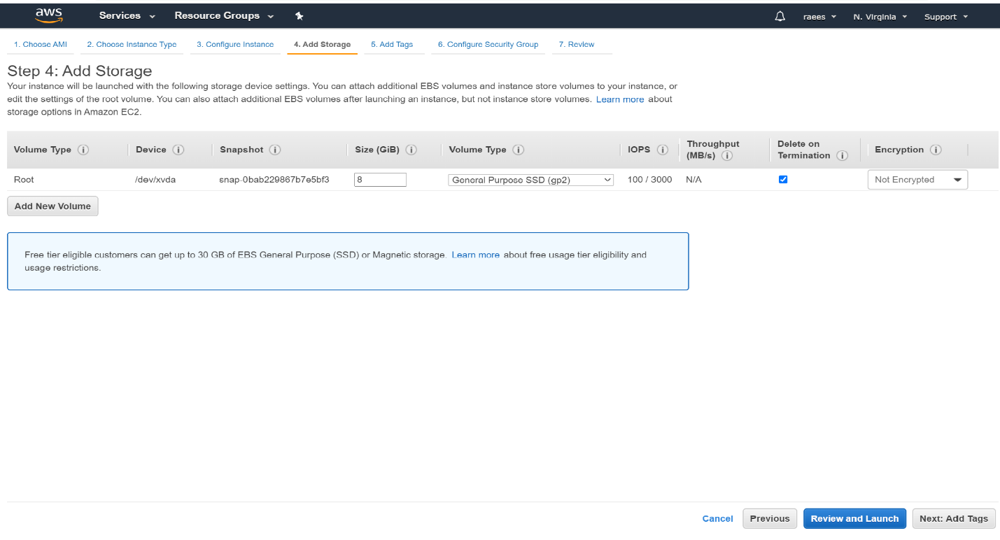 aws Services Resource Groups raees N. Virginia Support
1. Choose AMI 2. Choose Instance Type 3. Configure Instance 4. Add Storage 5. Add Tags 6. Configure Security Group 7. Review
Step 4: Add Storage
Your instance will be launched with the following storage device settings. You can attach additional EBS volumes and instance store volumes to your instance, or
edit the settings of the root volume. You can also attach additional EBS volumes after launching an instance, but not instance store volumes. Learn more about
storage options in Amazon EC2.
Volume Type i Device i Snapshot i Size (GiB) i Volume Type i IOPS i Throughput (MB/s) i Delete on Termination i Encryption i
Root /dev/xvda snap-0bab229867b7e5bf3 8 General Purpose SSD (gp2) 100 / 3000 N/A Not Encrypted
Add New Volume
Free tier eligible customers can get up to 30 GB of EBS General Purpose (SSD) or Magnetic storage. Learn more about free usage tier eligibility and
usage restrictions.
Cancel Previous Review and Launch Next: Add Tags